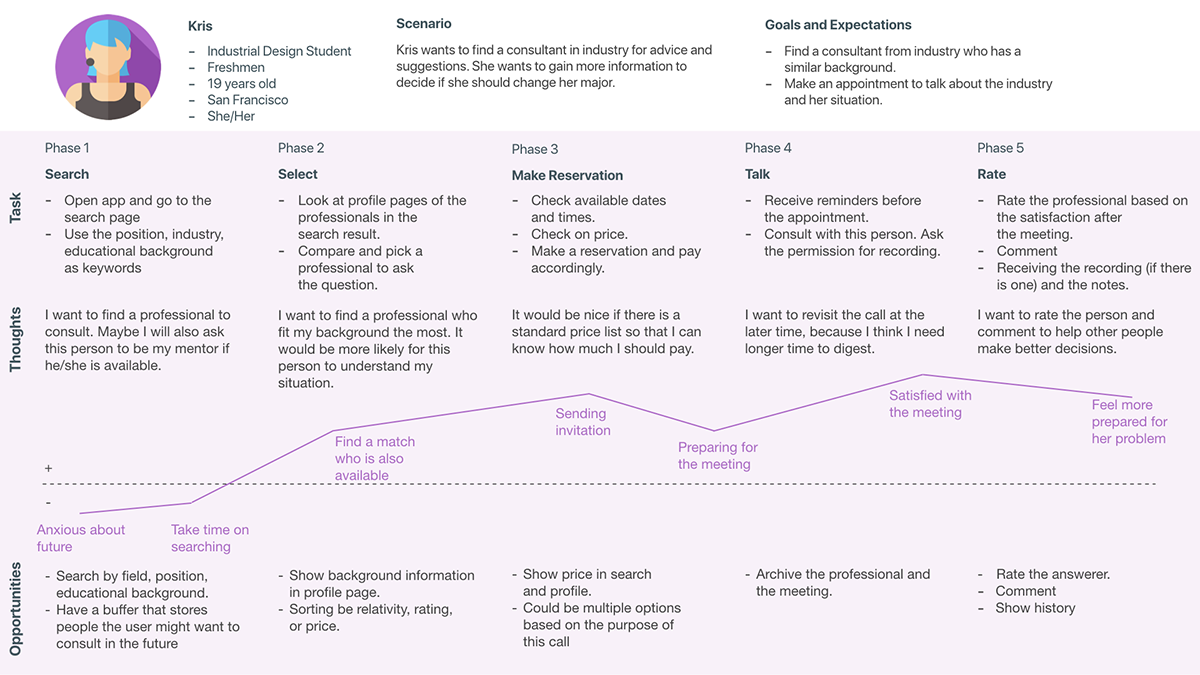 Kris
- Industrial Design Student
- Freshmen
- 19 years old
- San Francisco
- She/Her
Scenario
Kris wants to find a consultant in industry for advice and
suggestions. She wants to gain more information to
decide if she should change her major.
Goals and Expectations
- Find a consultant from industry who has a
similar background.
- Make an appointment to talk about the industry
and her situation.
Task
Phase 1
Search
- Open app and go to the
search page
- Use the position, industry,
educational background
as keywords
Phase 2
Select
- Look at profile pages of the
professionals in the
search result.
- Compare and pick a
professional to ask
the question.
Phase 3
Make Reservation
- Check available dates
and times.
- Check on price.
- Make a reservation and pay
accordingly.
Phase 4
Talk
- Receive reminders before
the appointment.
- Consult with this person. Ask
the permission for recording.
Phase 5
Rate
- Rate the professional based on
the satisfaction after
the meeting.
- Comment
- Receiving the recording (if there
is one) and the notes.
Thoughts
I want to find a professional to
consult. Maybe I will also ask
this person to be my mentor if
he/she is available.
I want to find a professional who
fit my background the most. It
would be more likely for this
person to understand my
situation.
It would be nice if there is a
standard price list so that I can
know how much I should pay.
I want to revisit the call at the
later time, because I think I need
longer time to digest.
I want to rate the person and
comment to help other people
make better decisions.
+
-
Anxious about
future
Take time on
searching
Find a match
who is also
available
Sending
invitation
Preparing for
the meeting
Satisfied with
the meeting
Feel more
prepared for
her problem
Opportunities
- Search by field, position,
educational background.
- Have a buffer that stores
people the user might want to
consult in the future
- Show background information
in profile page.
- Sorting be relativity, rating,
or price.
- Show price in search
and profile.
- Could be multiple options
based on the purpose of
this call
- Archive the professional and
the meeting.
- Rate the answerer.
- Comment
- Show history